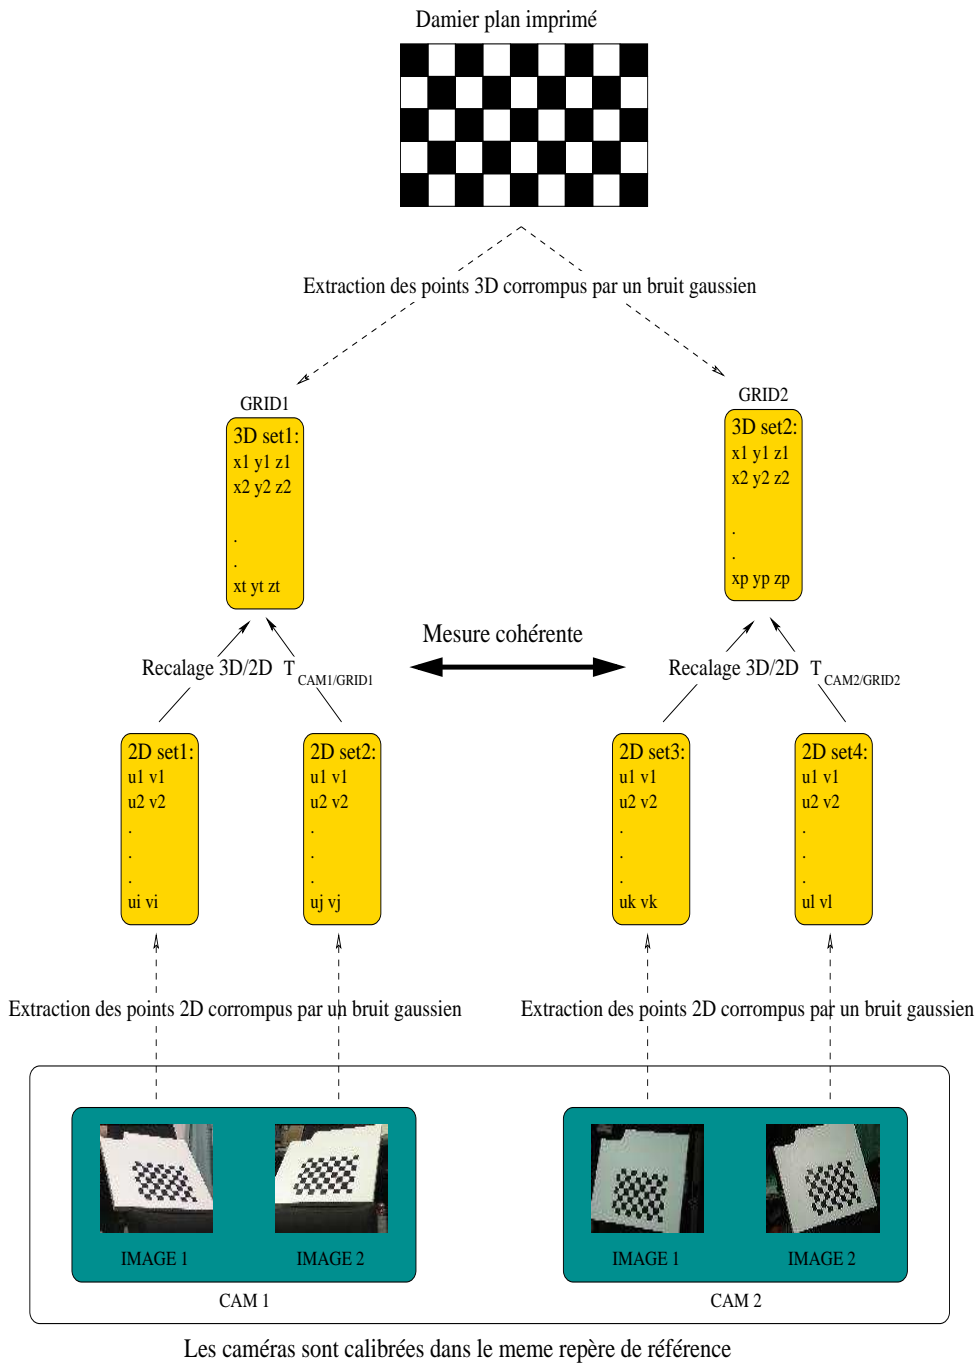 Damier plan imprimé
Extraction des points 3D corrompus par un bruit gaussien
GRID1
3D set1:
x1 y1 z1
x2 y2 z2
.
.
xt yt zt
GRID2
3D set2:
x1 y1 z1
x2 y2 z2
.
.
xp yp zp
Mesure cohérente
Recalage 3D/2D T CAM1/GRID1
Recalage 3D/2D T CAM2/GRID2
2D set1:
u1 v1
u2 v2
.
.
.
ui vi
2D set2:
u1 v1
u2 v2
.
.
.
uj vj
2D set3:
u1 v1
u2 v2
.
.
.
uk vk
2D set4:
u1 v1
u2 v2
.
.
.
ul vl
Extraction des points 2D corrompus par un bruit gaussien
Extraction des points 2D corrompus par un bruit gaussien
IMAGE 1
IMAGE 2
CAM 1
IMAGE 1
IMAGE 2
CAM 2
Les caméras sont calibrées dans le meme repère de référence